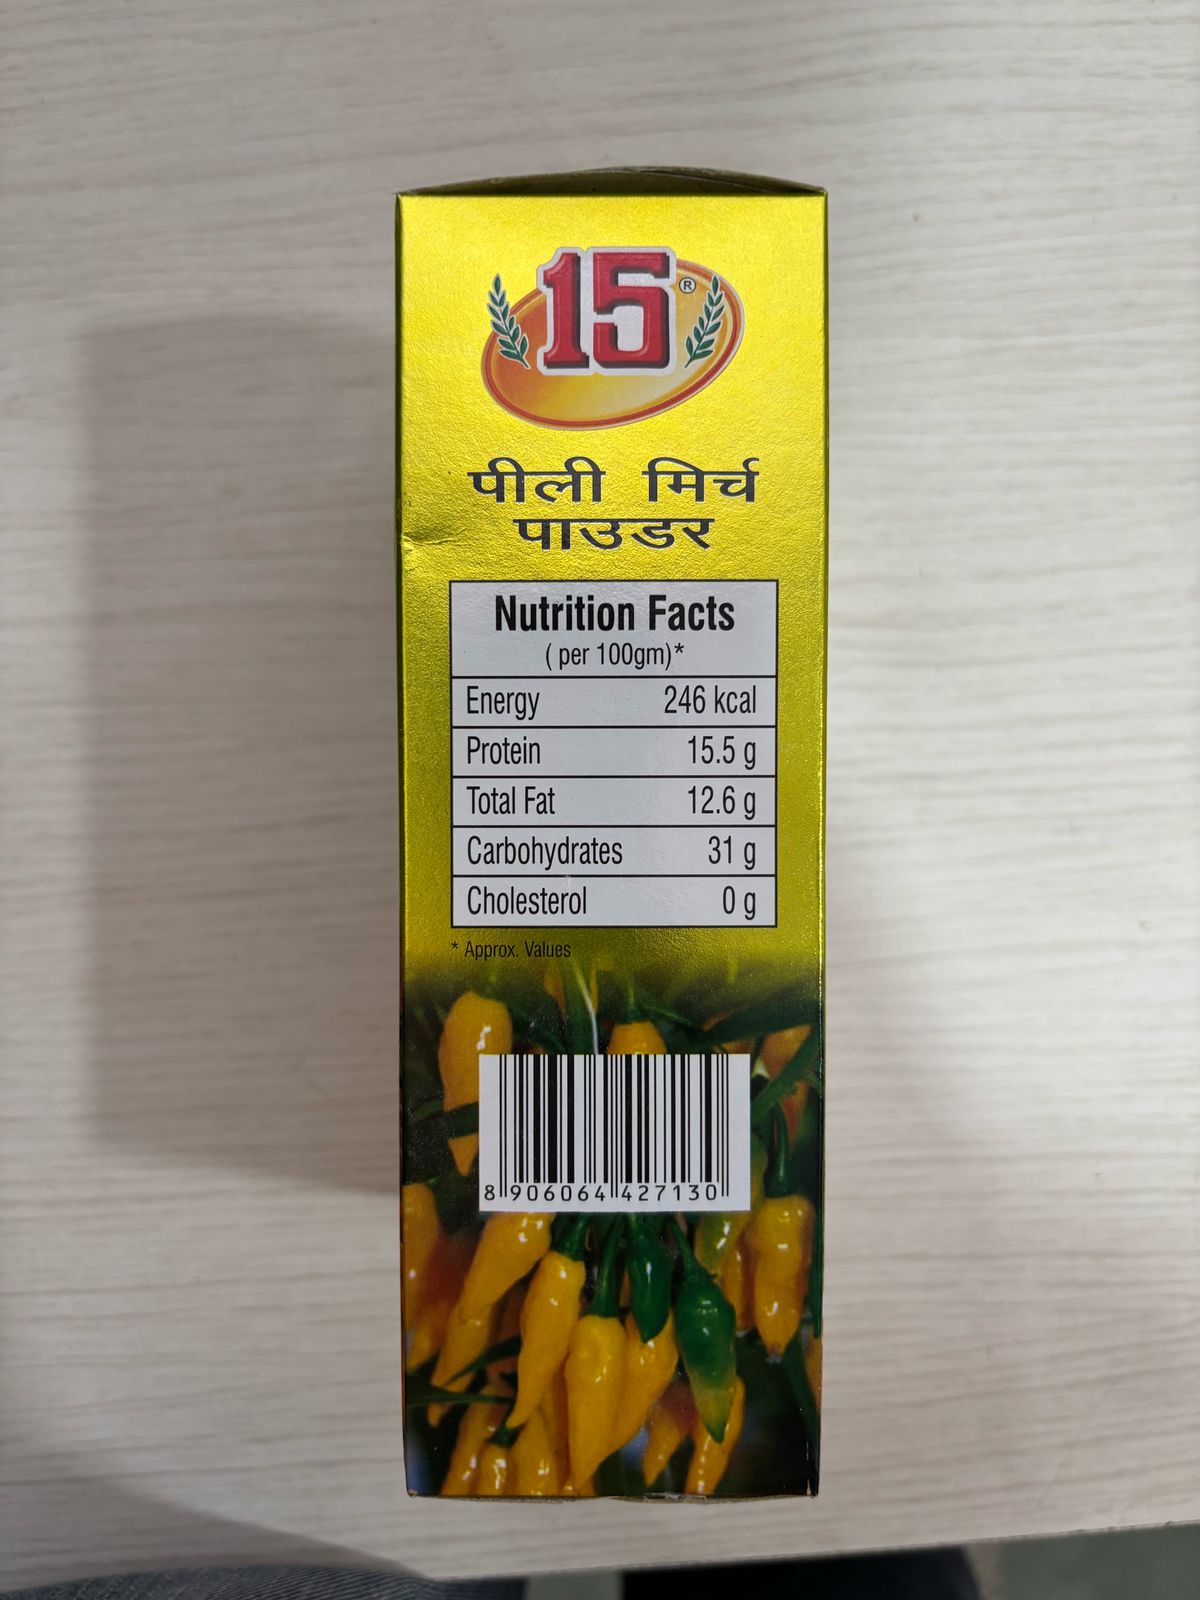 15®
पीली मिर्च
पाउडर
Nutrition Facts
( per 100gm)*
Energy 246 kcal
Protein 15.5 g
Total Fat 12.6 g
Carbohydrates 31 g
Cholesterol 0 g
* Approx. Values
8 906064 427130